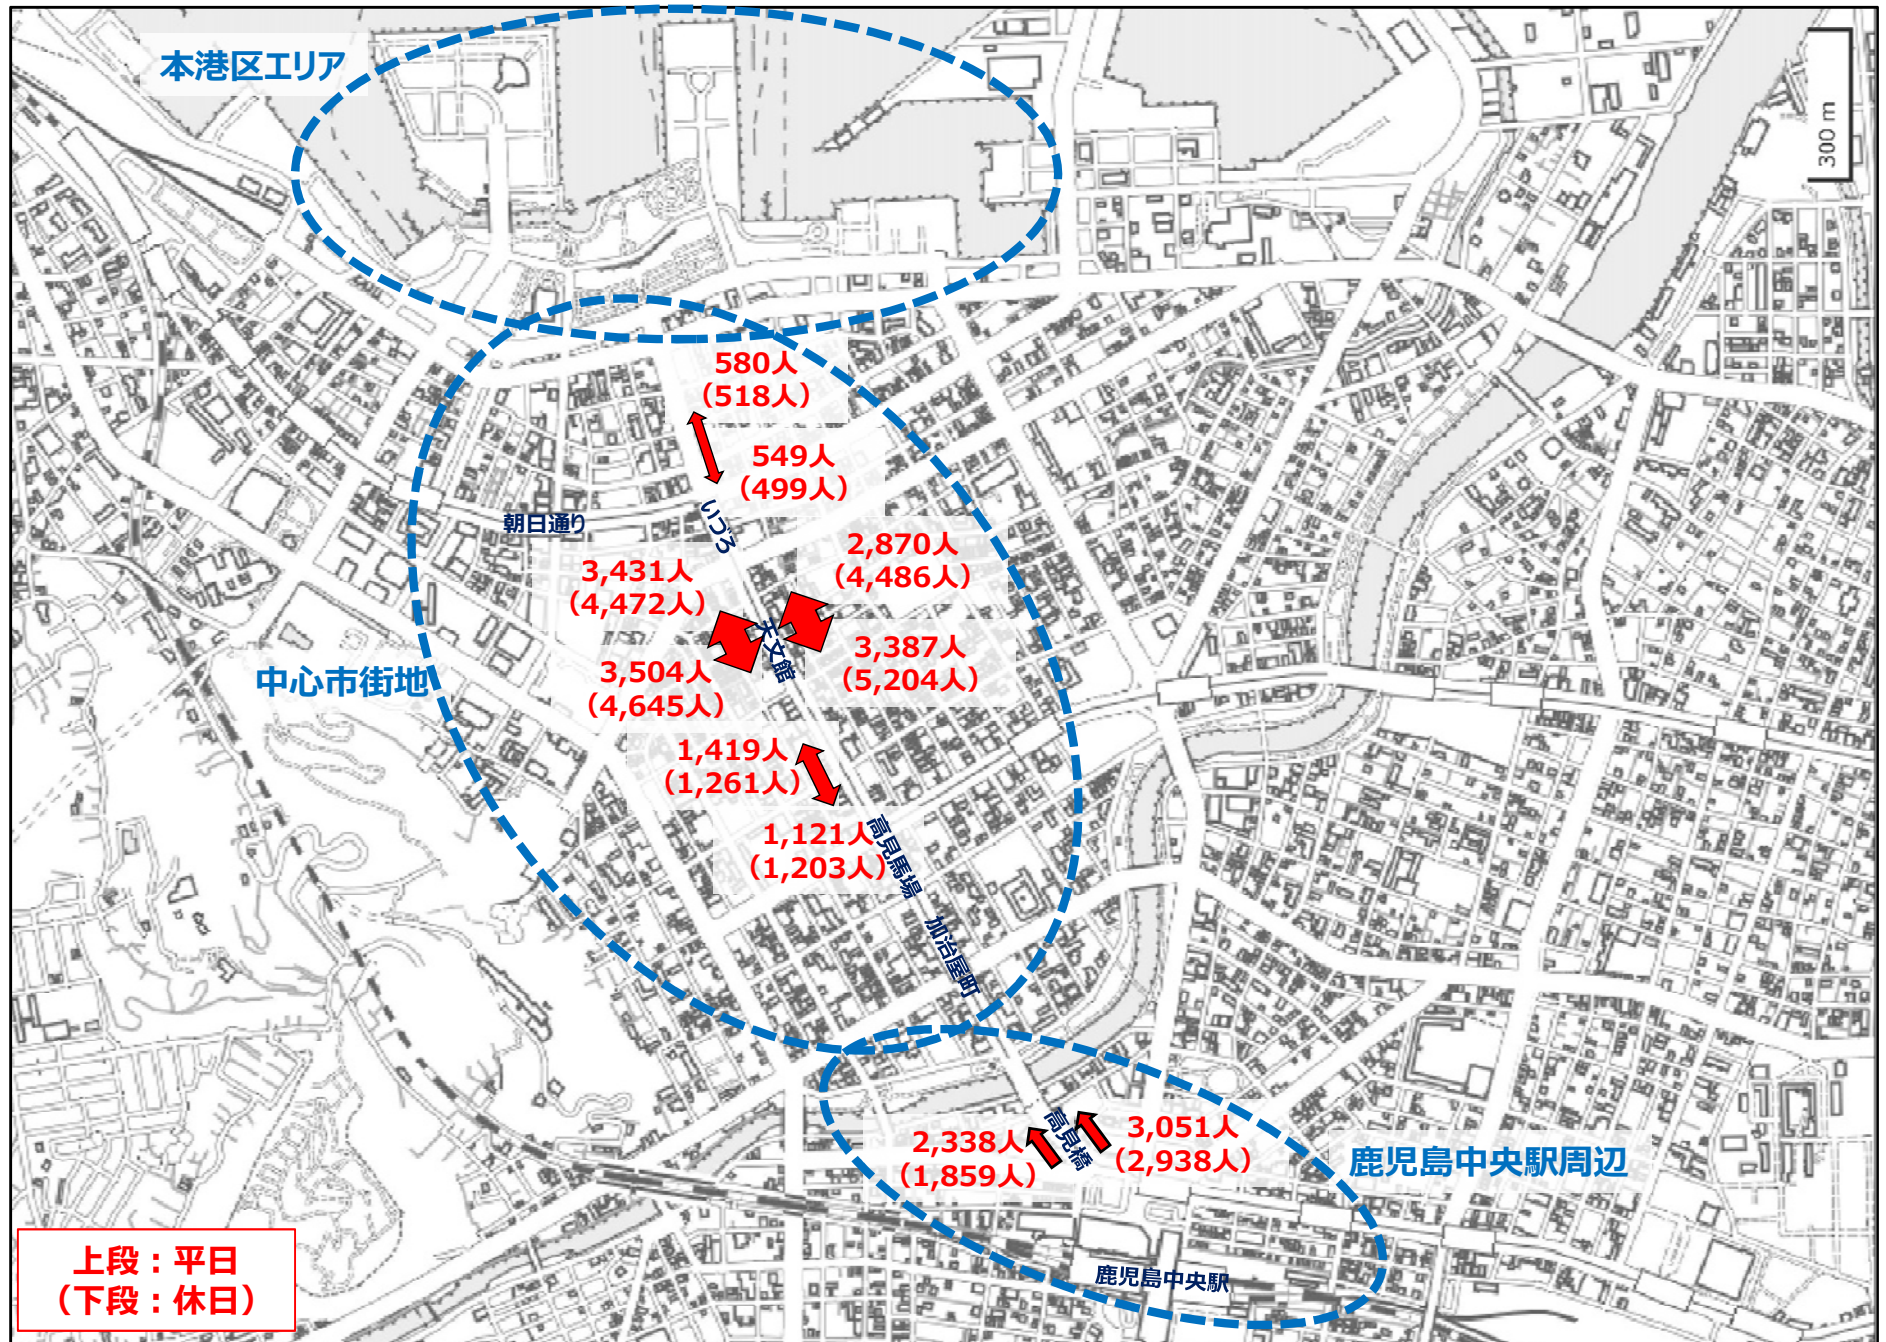 本港区エリア
300 m
580人
（518人）
549人
（499人）
いづろ
朝日通り
2,870人
（4,486人）
3,431人
（4,472人）
天文館
3,387人
（5,204人）
3,504人
（4,645人）
中心市街地
1,419人
（1,261人）
1,121人
（1,203人）
高見馬場
加治屋町
高見橋
3,051人
（2,938人）
2,338人
（1,859人）
鹿児島中央駅周辺
鹿児島中央駅
上段：平日
（下段：休日）